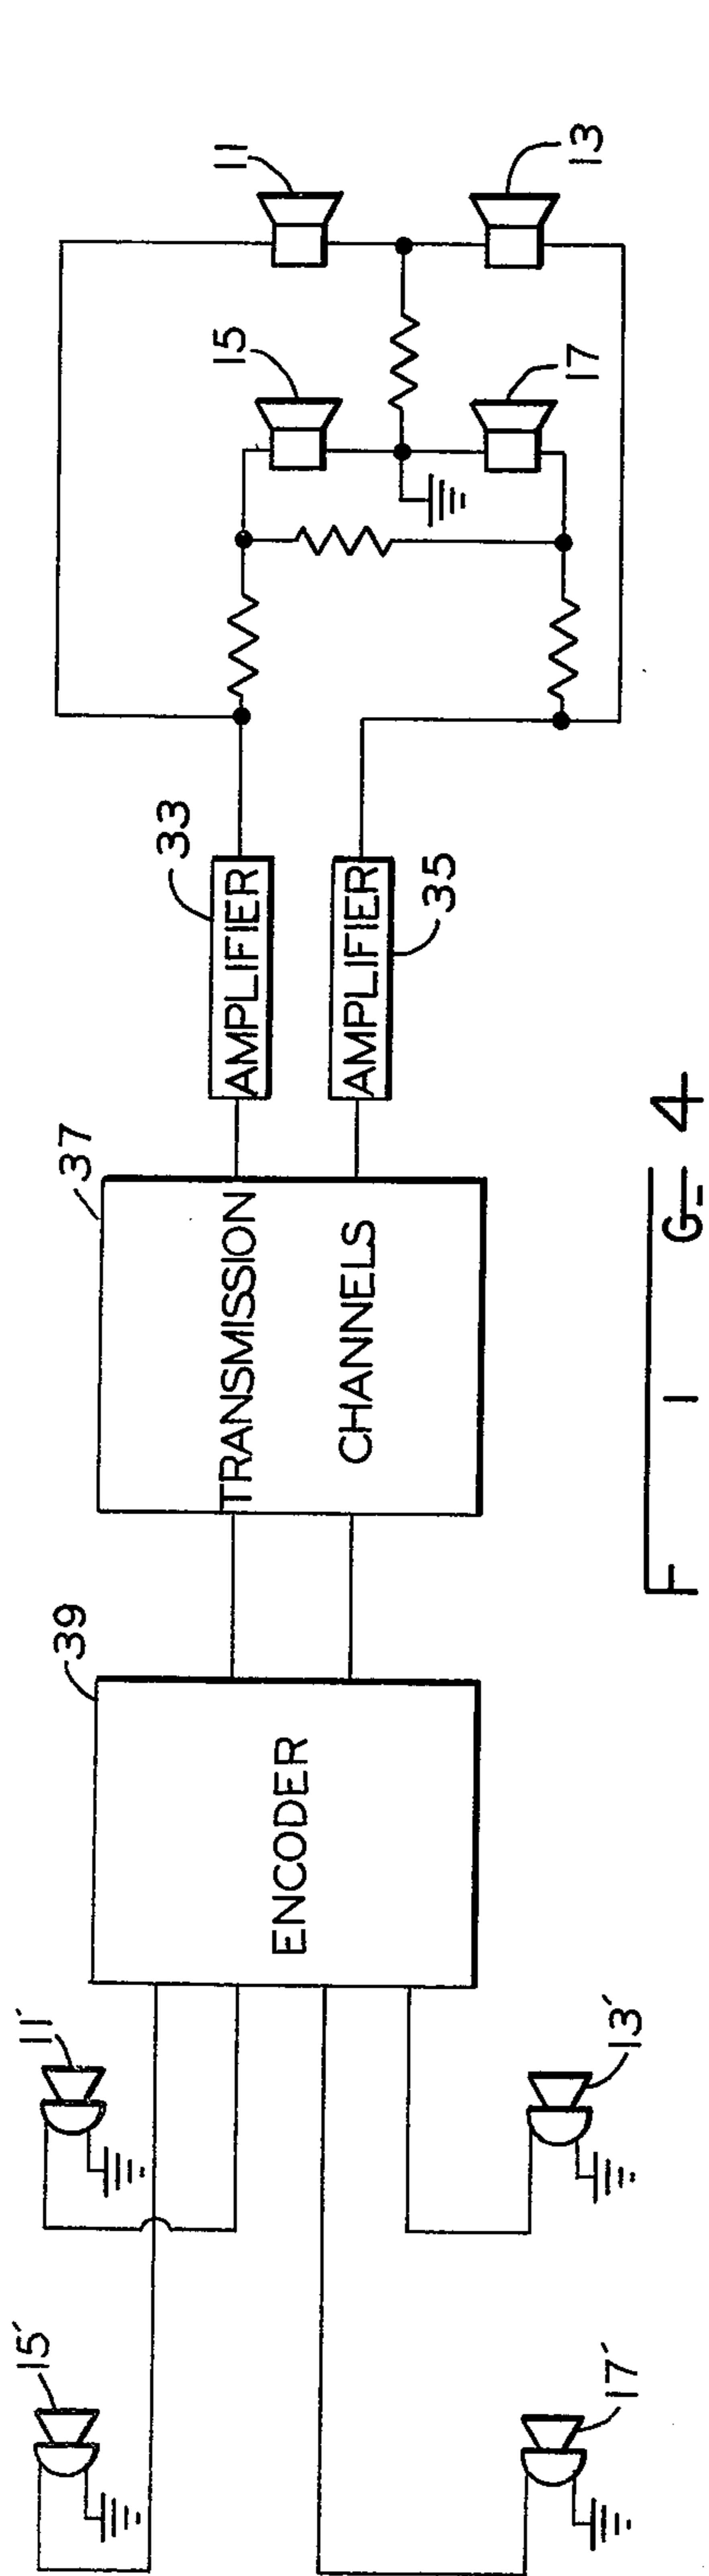 15´
11´
39
37
33
15
11
ENCODER
TRANSMISSION
CHANNELS
AMPLIFIER
AMPLIFIER
35
17´
13´
17
13
FIG-4